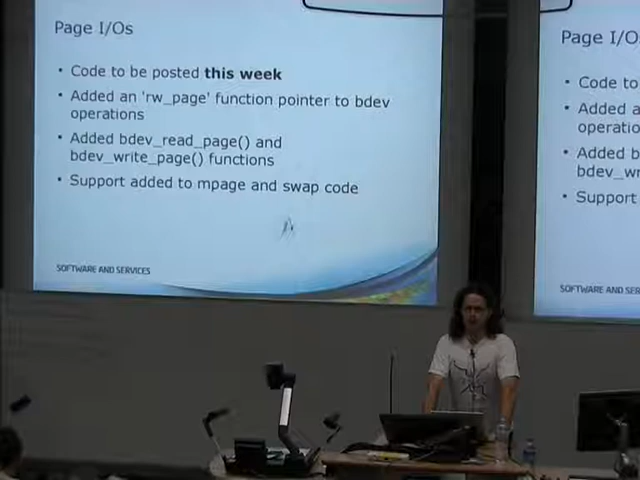 Page I/Os
• Code to be posted this week
• Added an 'rw_page' function pointer to bdev
operations
• Added bdev_read_page() and
bdev_write_page() functions
• Support added to mpage and swap code
SOFTWARE AND SERVICES
Page I/O
• Code to
• Added a
operatio
• Added b
bdev_wr
• Support
SOFTWARE AND SER